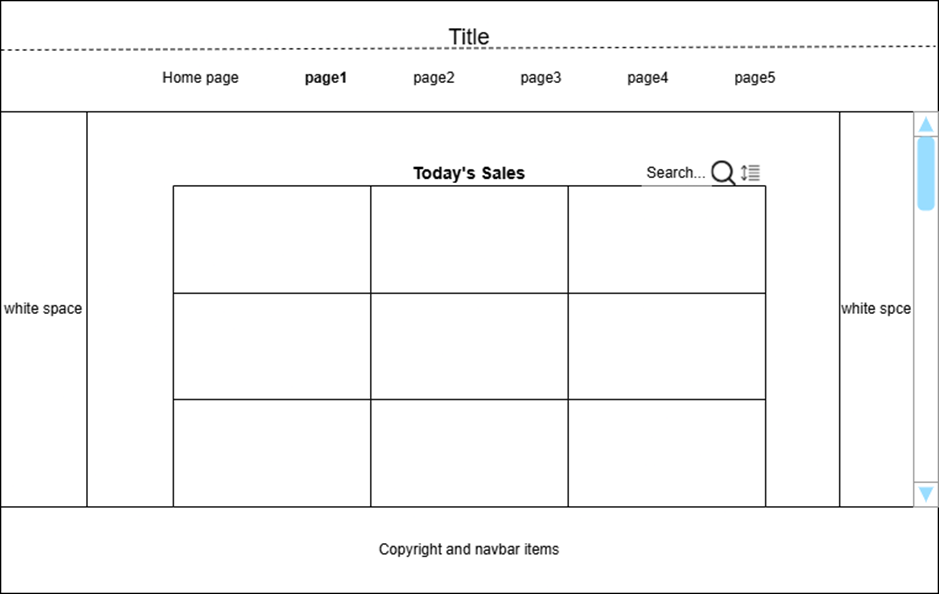 Title
Home page page1 page2 page3 page4 page5
Today's Sales Search...
white space white spce
Copyright and navbar items